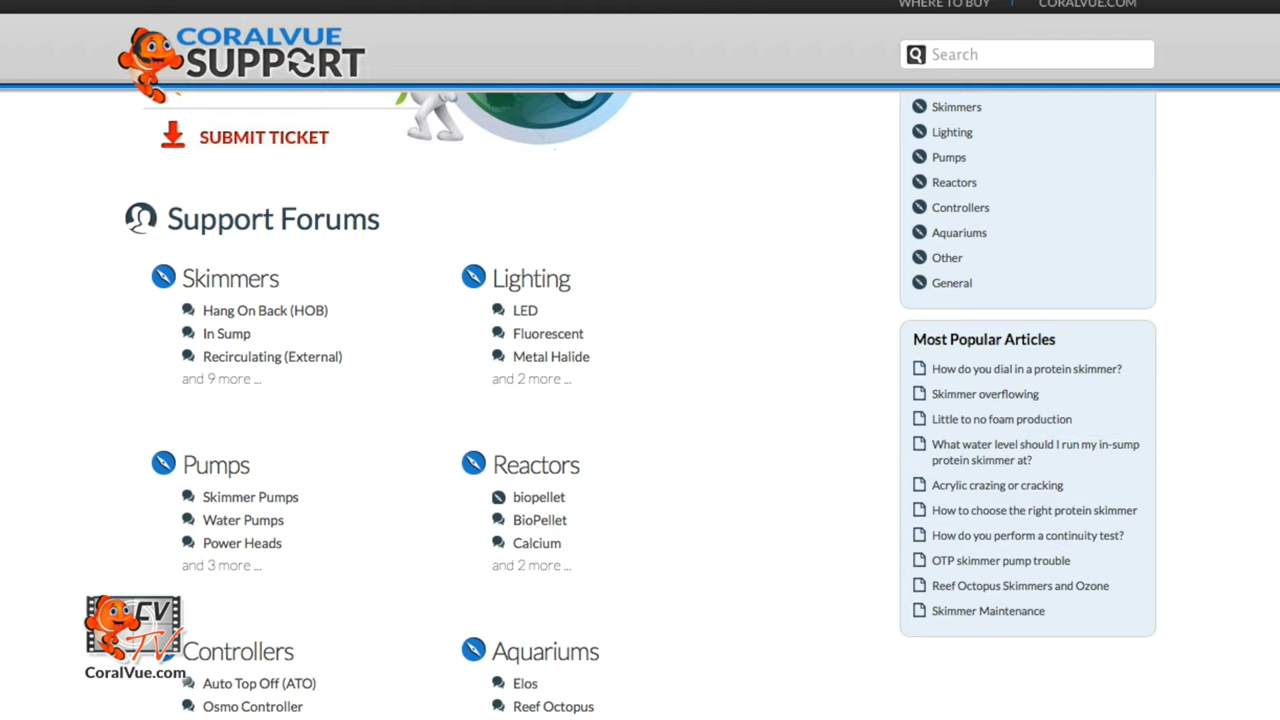 WHERE TO BUY
CORALVUE.COM
CORALVUE
SUPPORT
Search
SUBMIT TICKET
Support Forums
Skimmers
Hang On Back (HOB)
In Sump
Recirculating (External)
and 9 more ...
Lighting
LED
Fluorescent
Metal Halide
and 2 more ...
Pumps
Skimmer Pumps
Water Pumps
Power Heads
and 3 more ...
Reactors
biopellet
BioPellet
Calcium
and 2 more ...
Controllers
Auto Top Off (ATO)
Osmo Controller
Aquariums
Elos
Reef Octopus
Skimmers
Lighting
Pumps
Reactors
Controllers
Aquariums
Other
General
Most Popular Articles
How do you dial in a protein skimmer?
Skimmer overflowing
Little to no foam production
What water level should I run my in-sump
protein skimmer at?
Acrylic crazing or cracking
How to choose the right protein skimmer
How do you perform a continuity test?
OTP skimmer pump trouble
Reef Octopus Skimmers and Ozone
Skimmer Maintenance
CV
TV
CoralVue.com